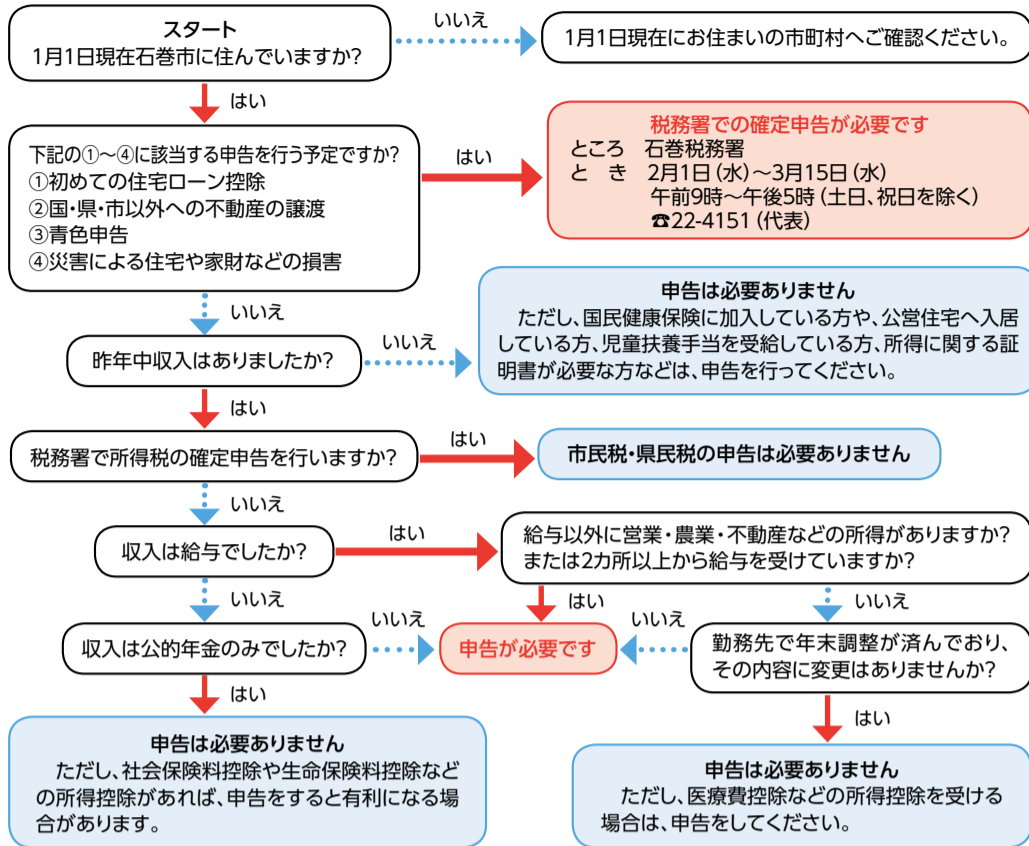 スタート
1月1日現在石巻市に住んでいますか?
いいえ
1月1日現在にお住まいの市町村へご確認ください。
はい
下記の①～④に該当する申告を行う予定ですか?
①初めての住宅ローン控除
②国・県・市以外への不動産の譲渡
③青色申告
④災害による住宅や家財などの損害
はい
税務署での確定申告が必要です
ところ 石巻税務署
と き 2月1日(水)～3月15日(水)
午前9時～午後5時(土日、祝日を除く)
☎22-4151(代表)
いいえ
昨年中収入はありましたか?
いいえ
申告は必要ありません
ただし、国民健康保険に加入している方や、公営住宅へ入居
している方、児童扶養手当を受給している方、所得に関する証
明書が必要な方などは、申告を行ってください。
はい
税務署で所得税の確定申告を行いますか?
はい
市民税・県民税の申告は必要ありません
いいえ
収入は給与でしたか?
はい
給与以外に営業・農業・不動産などの所得がありますか?
または2カ所以上から給与を受けていますか?
いいえ
はい
いいえ
収入は公的年金のみでしたか?
いいえ
申告が必要です
いいえ
勤務先で年末調整が済んでおり、
その内容に変更はありませんか?
はい
はい
申告は必要ありません
ただし、社会保険料控除や生命保険料控除など
の所得控除があれば、申告をすると有利になる場
合があります。
申告は必要ありません
ただし、医療費控除などの所得控除を受ける
場合は、申告をしてください。